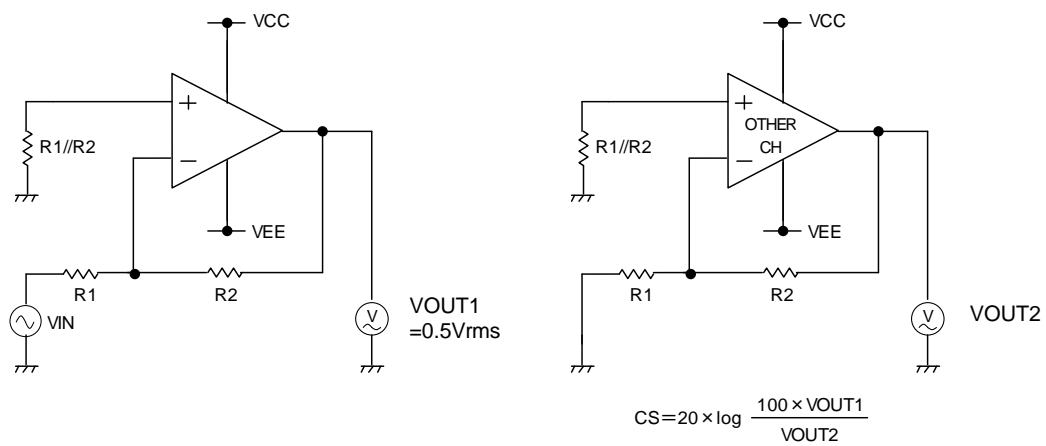 VCC
+
R1//R2
−
VEE
R1
R2
VIN
V
VOUT1
=0.5Vrms
VCC
+
OTHER
CH
R1//R2
−
VEE
R1
R2
V
VOUT2
CS=20×log 100×VOUT1
VOUT2